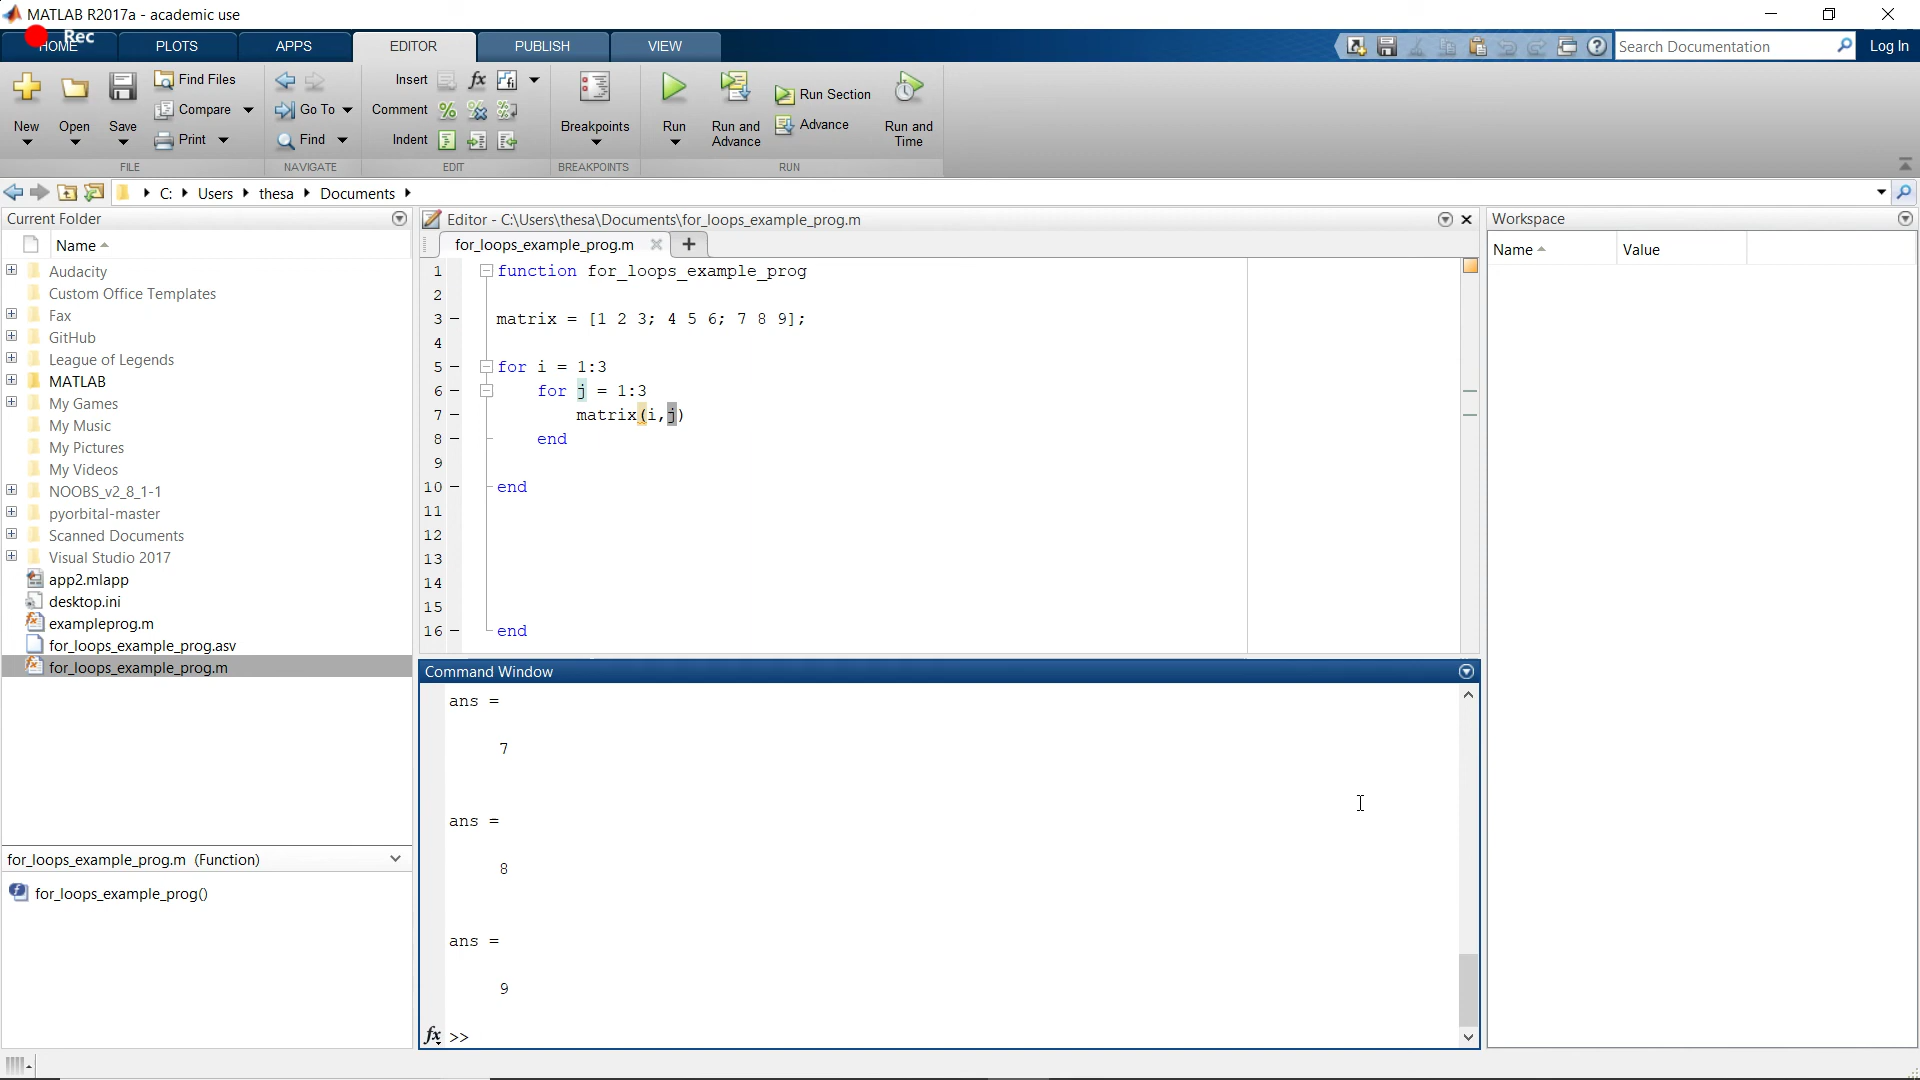 MATLAB R2017a - academic use
Rec
HOME PLOTS APPS EDITOR PUBLISH VIEW
Search Documentation Log In
New Open Save Find Files Compare Print
Go To Find
Insert fx Comment Indent
Breakpoints
Run Run and Advance Run Section Advance Run and Time
FILE NAVIGATE EDIT BREAKPOINTS RUN
C: Users thesa Documents
Current Folder
Name
Audacity
Custom Office Templates
Fax
GitHub
League of Legends
MATLAB
My Games
My Music
My Pictures
My Videos
NOOBS_v2_8_1-1
pyorbital-master
Scanned Documents
Visual Studio 2017
app2.mlapp
desktop.ini
exampleprog.m
for_loops_example_prog.asv
for_loops_example_prog.m
for_loops_example_prog.m (Function)
for_loops_example_prog()
Editor - C:\Users\thesa\Documents\for_loops_example_prog.m
for_loops_example_prog.m
1 function for_loops_example_prog
2
3 matrix = [1 2 3; 4 5 6; 7 8 9];
4
5 for i = 1:3
6 for j = 1:3
7 matrix(i,j)
8 end
9
10 end
11
12
13
14
15
16 end
Command Window
ans =
7
ans =
8
ans =
9
fx >>
Workspace
Name Value